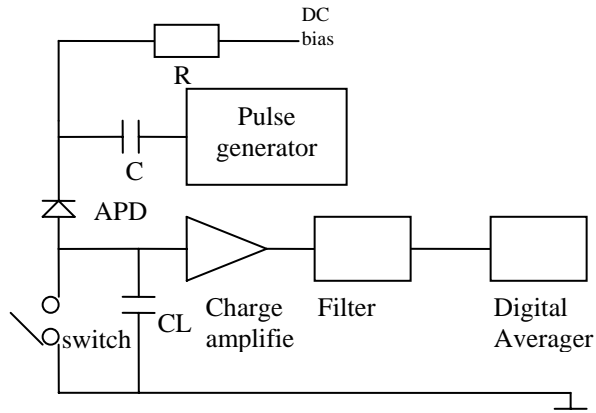 DC
bias
R
Pulse
generator
C
APD
Charge
amplifie
Filter
Digital
Averager
CL
switch